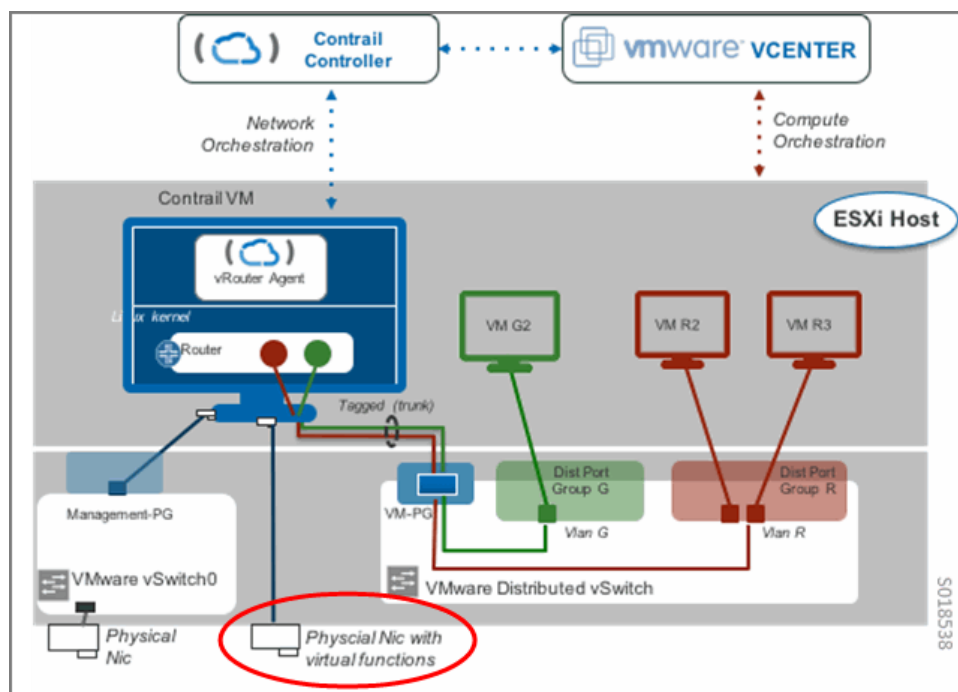 Contrail
Controller
vmware VCENTER
Network
Orchestration
Compute
Orchestration
Contrail VM
ESXi Host
vRouter Agent
Linux kernel
Router
VM G2
VM R2
VM R3
Tagged (trunk)
Dist Port
Group G
Dist Port
Group R
Management-PG
VM-PG
Vlan G
Vlan R
VMware vSwitch0
VMware Distributed vSwitch
Physical
Nic
Physcial Nic with
virtual functions
S018538